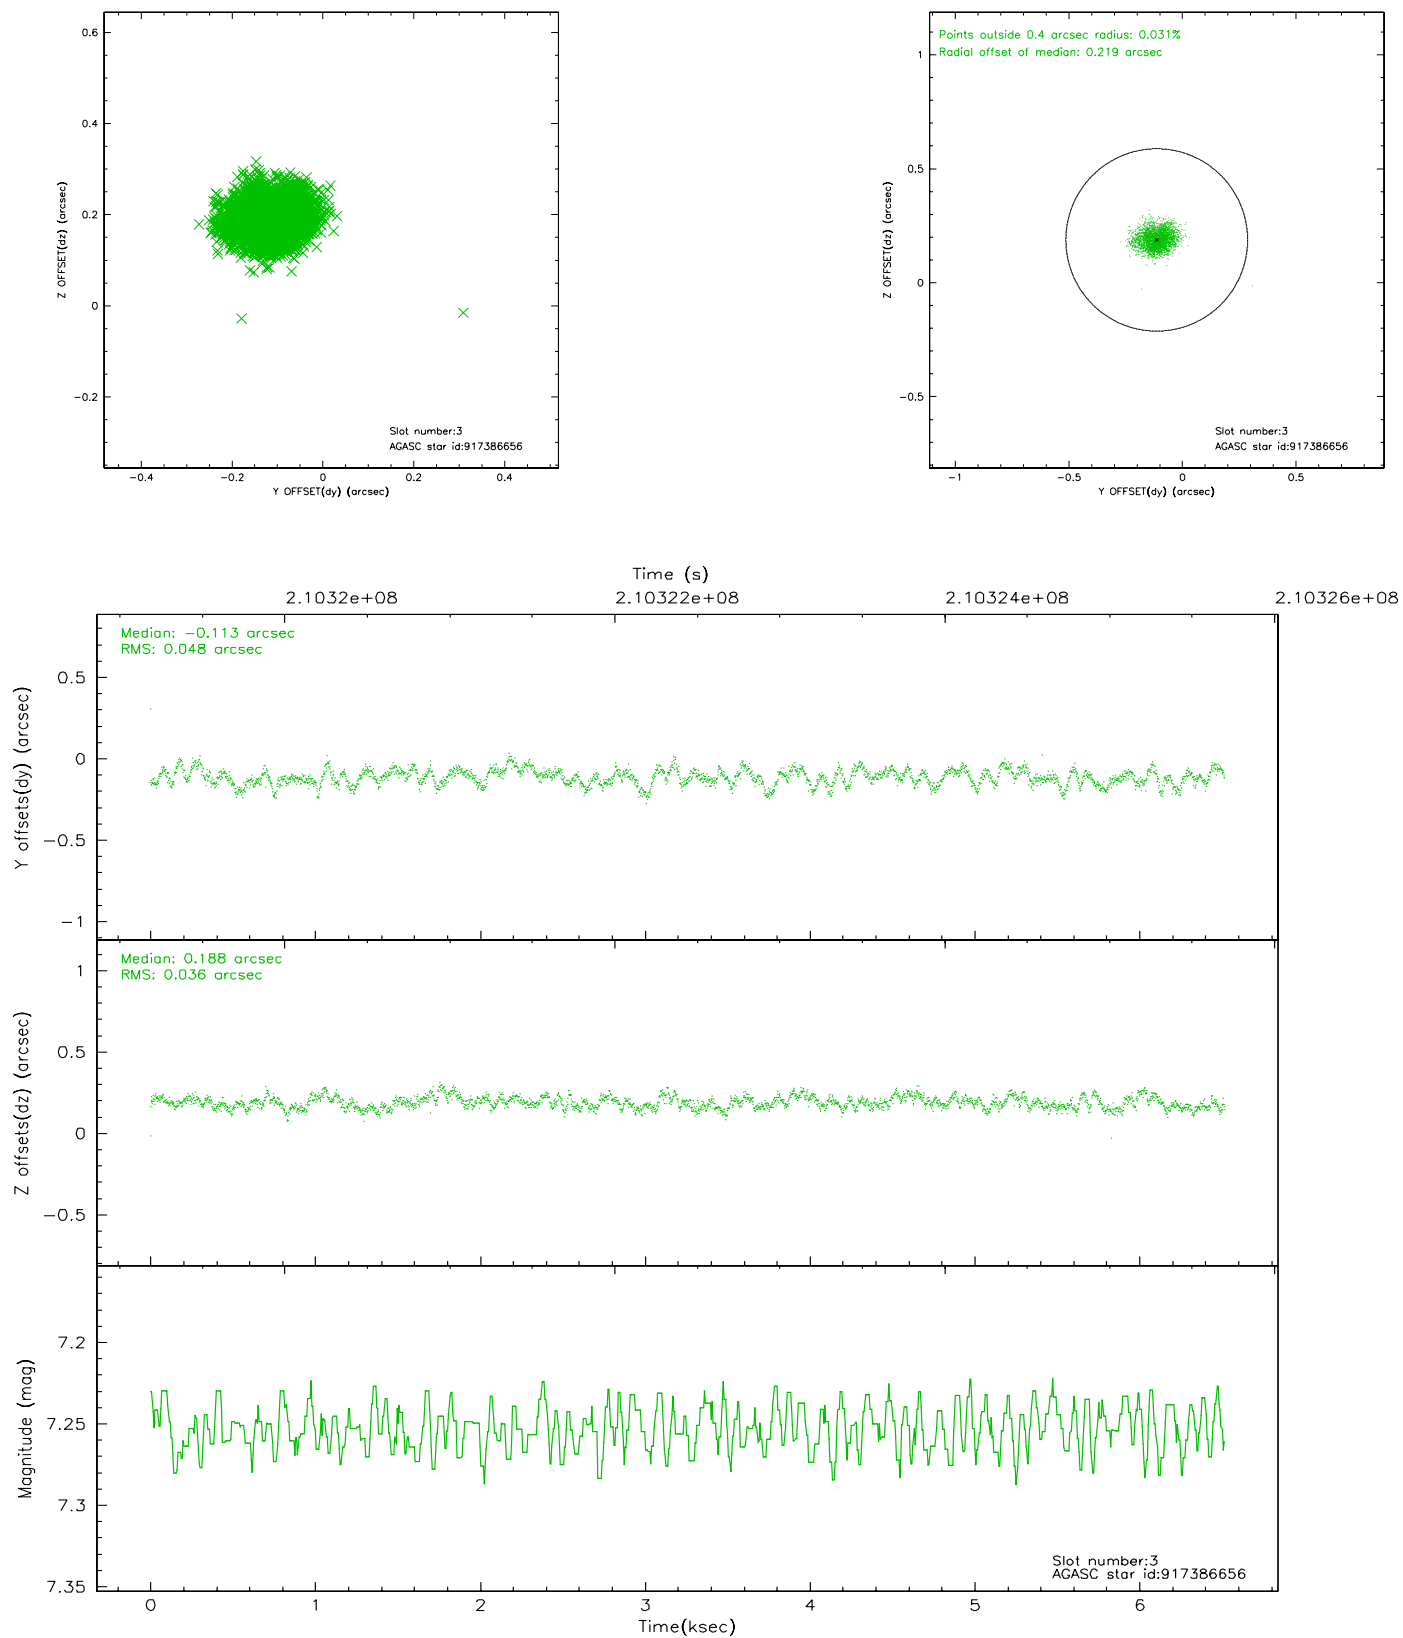 0.6
0.4
0.2
0
-0.2
Z OFFSET(dz) (arcsec)
Slot number:3
AGASC star id:917386656
-0.4 -0.2 0 0.2 0.4
Y OFFSET(dy) (arcsec)
Points outside 0.4 arcsec radius: 0.031%
Radial offset of median: 0.219 arcsec
1
0.5
0
-0.5
Z OFFSET(dz) (arcsec)
Slot number:3
AGASC star id:917386656
-1 -0.5 0 0.5
Y OFFSET(dy) (arcsec)
Time (s)
2.1032e+08 2.10322e+08 2.10324e+08 2.10326e+08
Median: -0.113 arcsec
RMS: 0.048 arcsec
0.5
0
-0.5
-1
Y offsets(dy) (arcsec)
Median: 0.188 arcsec
RMS: 0.036 arcsec
1
0.5
0
-0.5
Z offsets(dz) (arcsec)
7.2
7.25
7.3
7.35
Magnitude (mag)
Slot number:3
AGASC star id:917386656
0 1 2 3 4 5 6
Time(ksec)